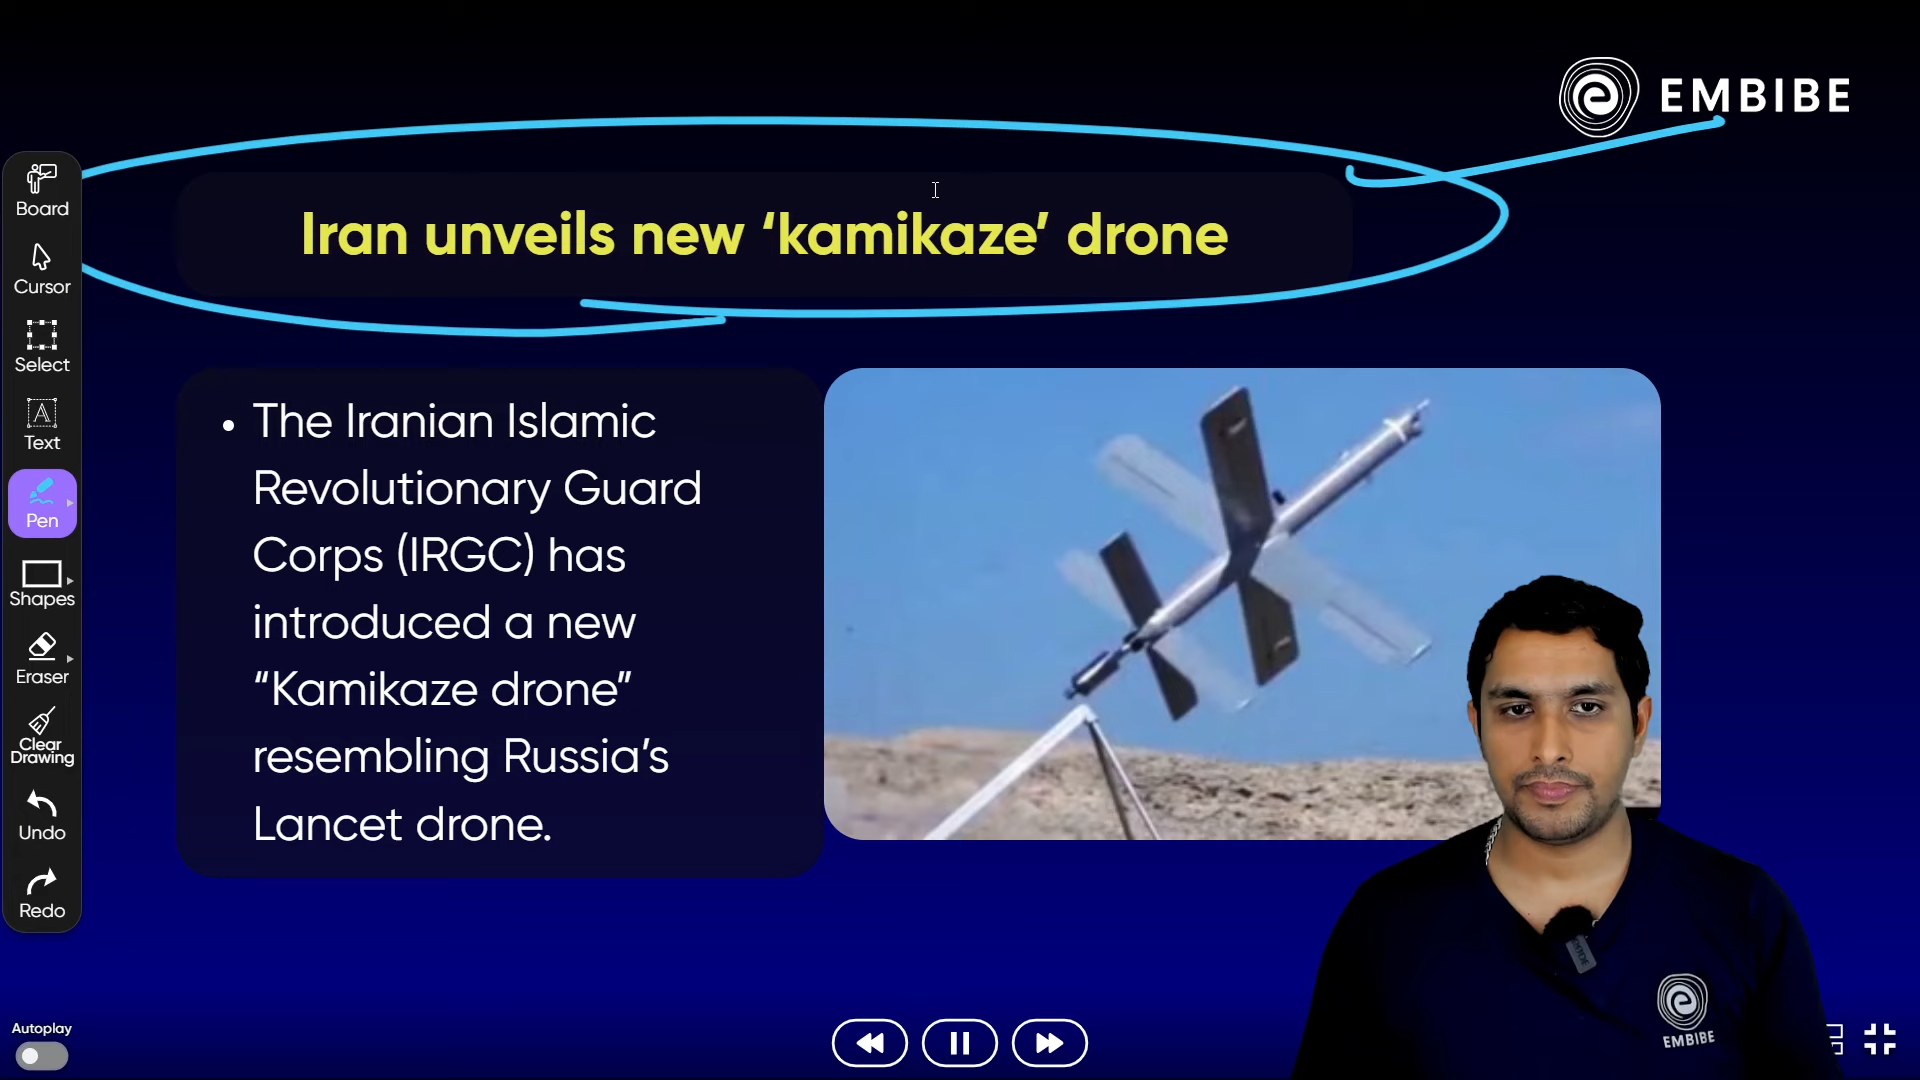 EMBIBE
Iran unveils new ‘kamikaze’ drone
• The Iranian Islamic
Revolutionary Guard
Corps (IRGC) has
introduced a new
“Kamikaze drone”
resembling Russia’s
Lancet drone.
Board
Cursor
Select
Text
Pen
Shapes
Eraser
Clear
Drawing
Undo
Redo
Autoplay
EMBIBE